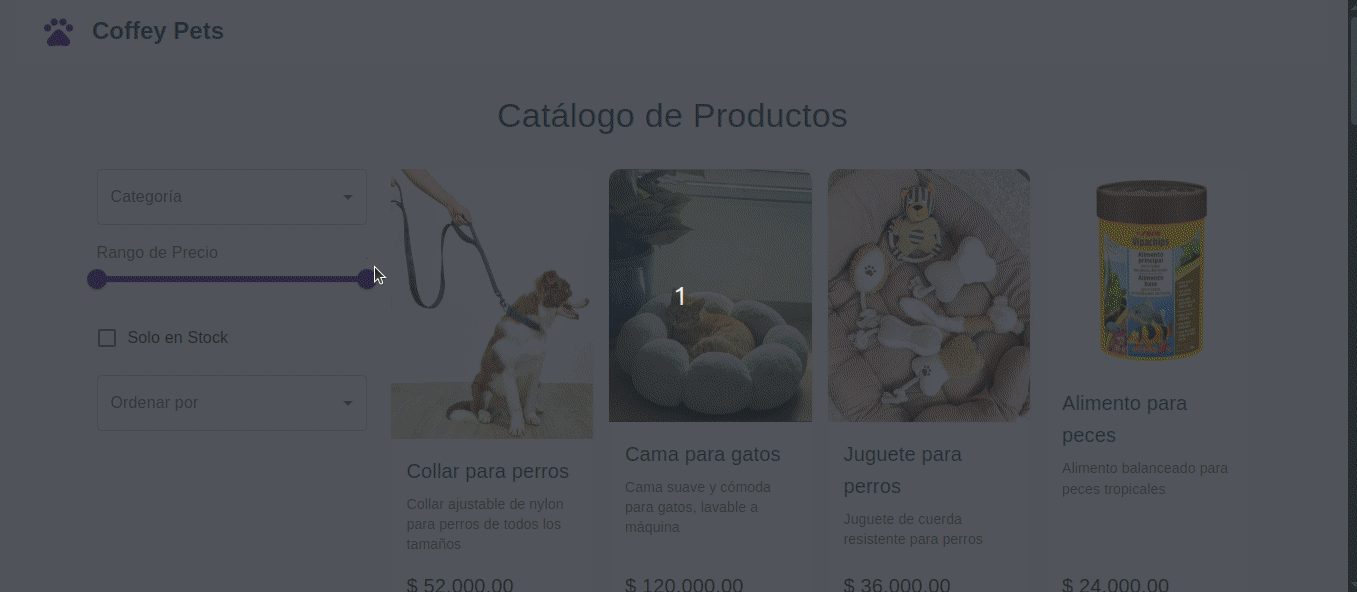 Coffey Pets
Catálogo de Productos
Categoría
Rango de Precio
Solo en Stock
Ordenar por
Collar para perros
Collar ajustable de nylon
para perros de todos los
tamaños
$ 52.000,00
1
Cama para gatos
Cama suave y cómoda
para gatos, lavable a
máquina
$ 120.000,00
Juguete para
perros
Juguete de cuerda
resistente para perros
$ 36.000,00
Vipachips
Alimento
principal
Alimento para
peces
Alimento balanceado para
peces tropicales
$ 24.000,00